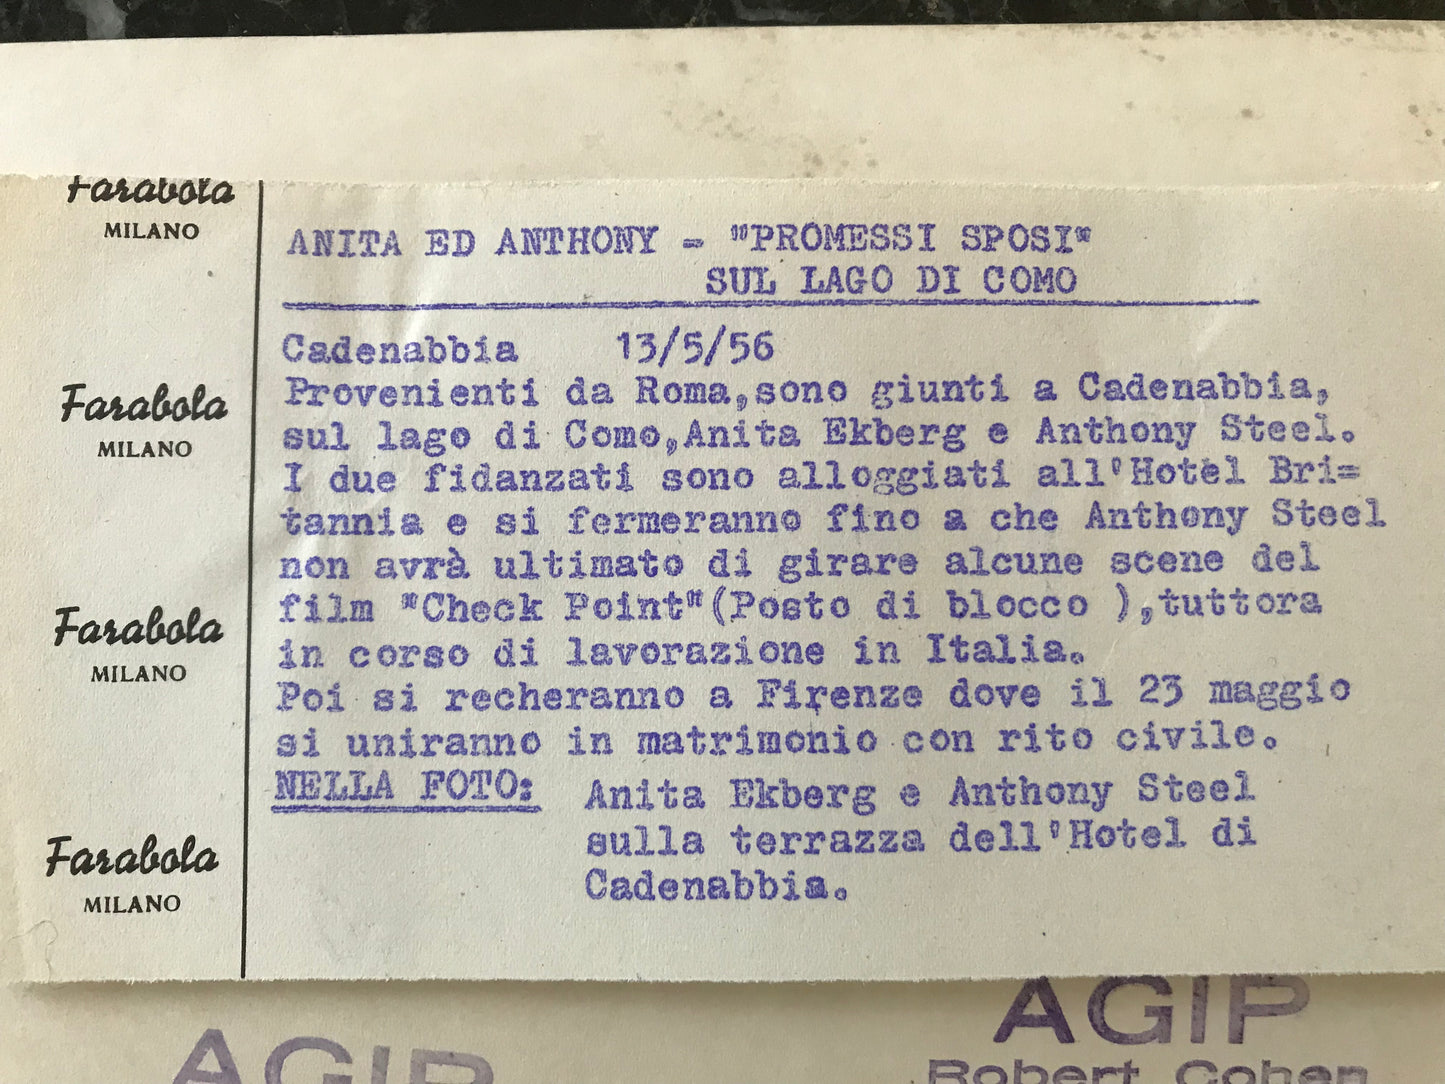 Farabola
MILANO
Farabola
MILANO
Farabola
MILANO
Farabola
MILANO
ANITA ED ANTHONY - "PROMESSI SPOSI"
SUL LAGO DI COMO
Cadenabbia 13/5/56
Provenienti da Roma,sono giunti a Cadenabbia,
sul lago di Como,Anita Ekberg e Anthony Steel.
I due fidanzati sono alloggiati all'Hotel Bri=
tannia e si fermeranno fino a che Anthony Steel
non avrà ultimato di girare alcune scene del
film "Check Point"(Posto di blocco ),tuttora
in corso di lavorazione in Italia.
Poi si recheranno a Firenze dove il 23 maggio
si uniranno in matrimonio con rito civile.
NELLA FOTO: Anita Ekberg e Anthony Steel
sulla terrazza dell'Hotel di
Cadenabbia.
AGIP
AGIP
Robert Cohen